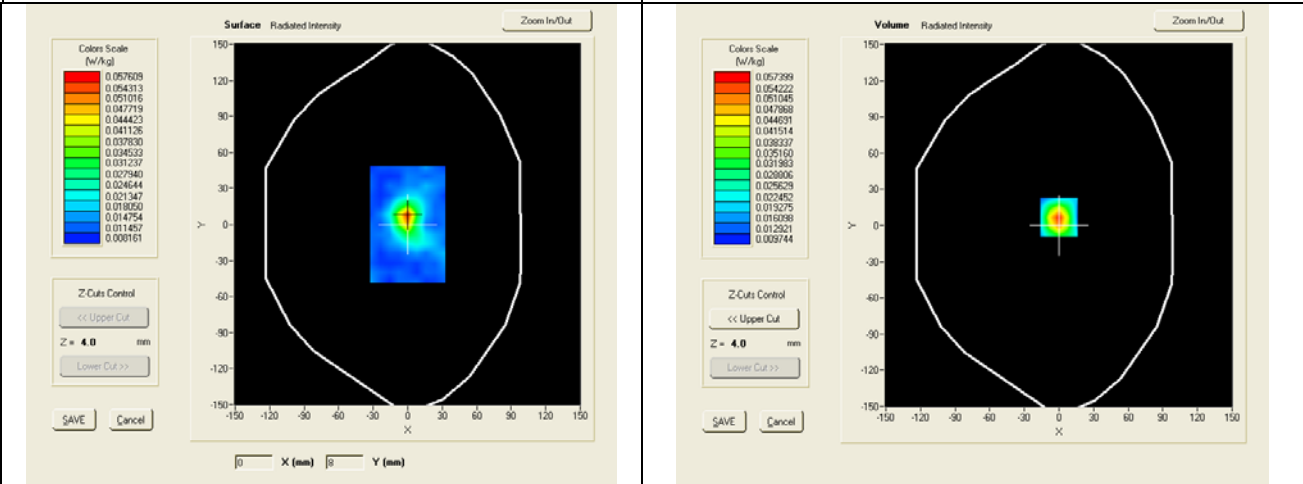 Surface Radiated Intensity
Zoom In/Out
Colors Scale
(W/kg)
0.057609
0.054313
0.051016
0.047719
0.044423
0.041126
0.037830
0.034533
0.031237
0.027940
0.024644
0.021347
0.018050
0.014754
0.011457
0.008161
150
120
90
60
30
0
-30
-60
-90
-120
-150
Y
-150 -120 -90 -60 -30 0 30 60 90 120 150
X
Z-Cuts Control
<< Upper Cut
Z = 4.0 mm
Lower Cut >>
SAVE Cancel
0 X (mm) 8 Y (mm)
Volume Radiated Intensity
Zoom In/Out
Colors Scale
(W/kg)
0.057399
0.054222
0.051045
0.047868
0.044691
0.041514
0.038337
0.035160
0.031983
0.028806
0.025629
0.022452
0.019275
0.016098
0.012921
0.009744
150
120
90
60
30
0
-30
-60
-90
-120
-150
Y
-150 -120 -90 -60 -30 0 30 60 90 120 150
X
Z-Cuts Control
<< Upper Cut
Z = 4.0 mm
Lower Cut >>
SAVE Cancel